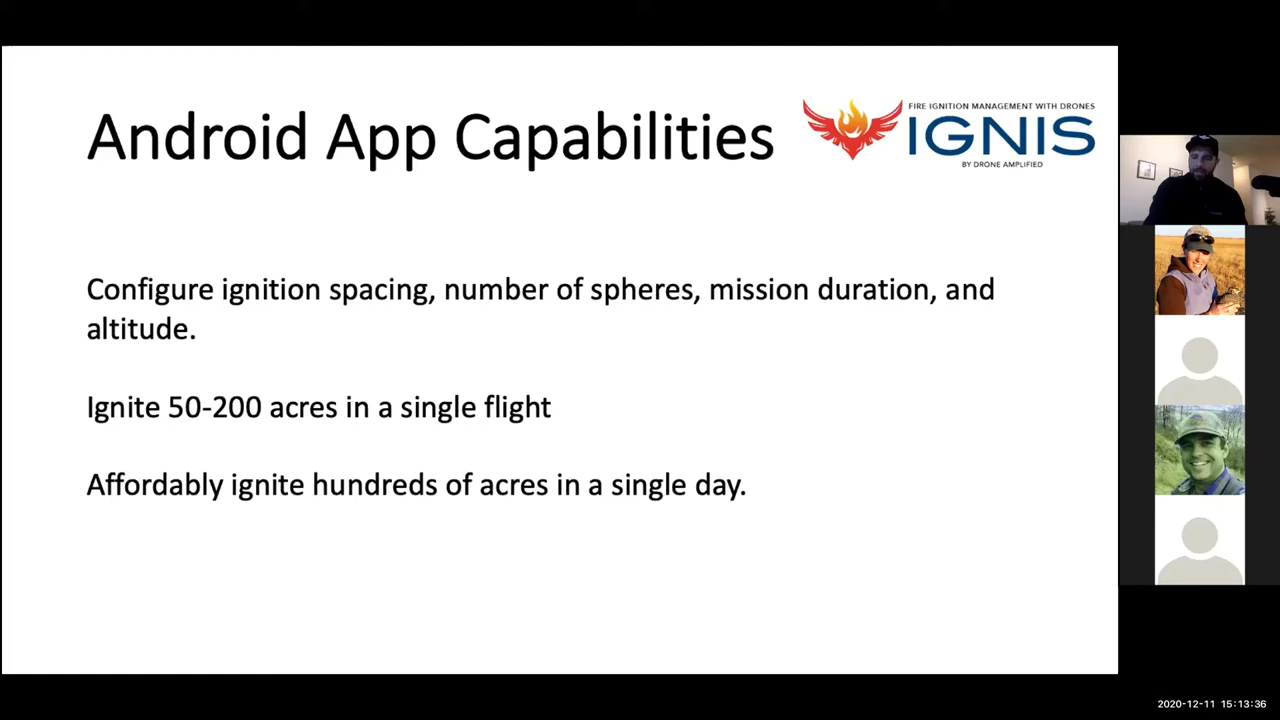 Android App Capabilities
FIRE IGNITION MANAGEMENT WITH DRONES
IGNIS
BY DRONE AMPLIFIED
Configure ignition spacing, number of spheres, mission duration, and
altitude.
Ignite 50-200 acres in a single flight
Affordably ignite hundreds of acres in a single day.
2020-12-11 15:13:36